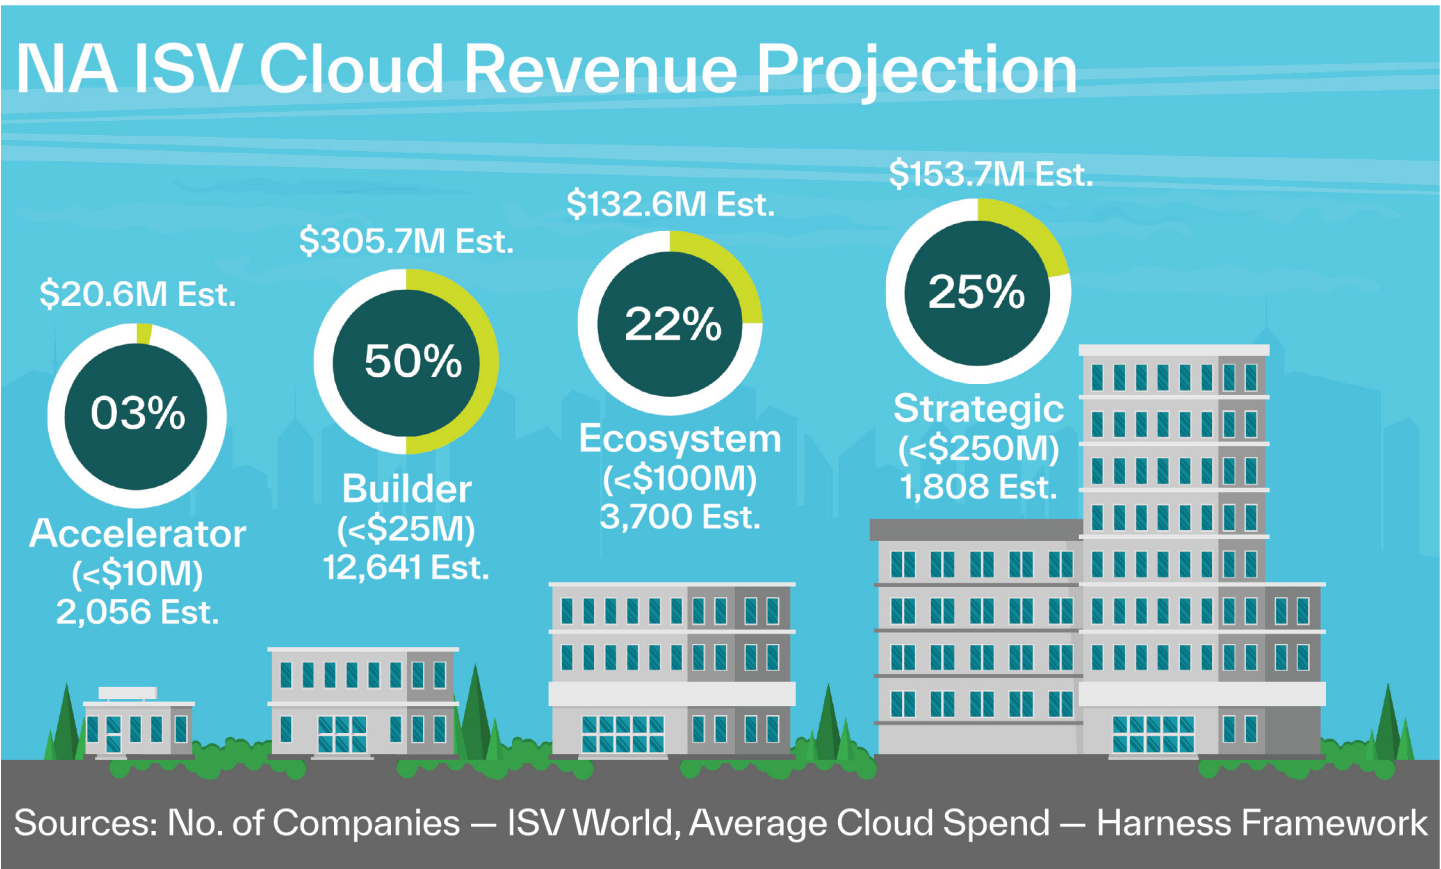 NA ISV Cloud Revenue Projection
$20.6M Est.
03%
Accelerator
(<$10M)
2,056 Est.
$305.7M Est.
50%
Builder
(<$25M)
12,641 Est.
$132.6M Est.
22%
Ecosystem
(<$100M)
3,700 Est.
$153.7M Est.
25%
Strategic
(<$250M)
1,808 Est.
Sources: No. of Companies — ISV World, Average Cloud Spend — Harness Framework